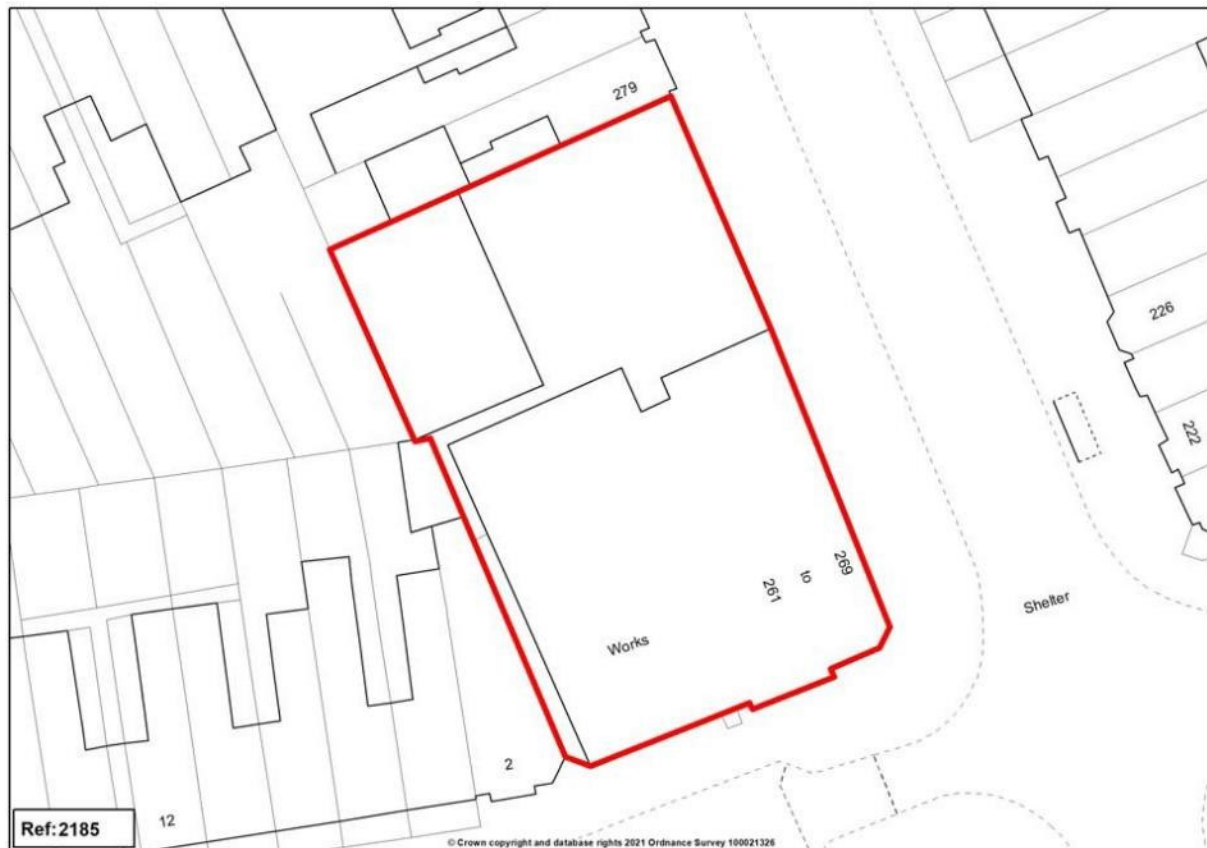 279
226
222
269
to
261
Shelter
Works
2
12
Ref:2185
© Crown copyright and database rights 2021 Ordnance Survey 100021326